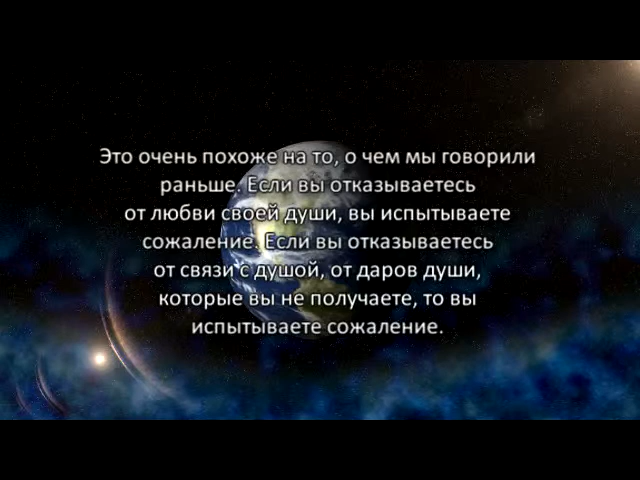 Это очень похоже на то, о чем мы говорили
раньше. Если вы отказываетесь
от любви своей души, вы испытываете
сожаление. Если вы отказываетесь
от связи с душой, от даров души,
которые вы не получаете, то вы
испытываете сожаление.